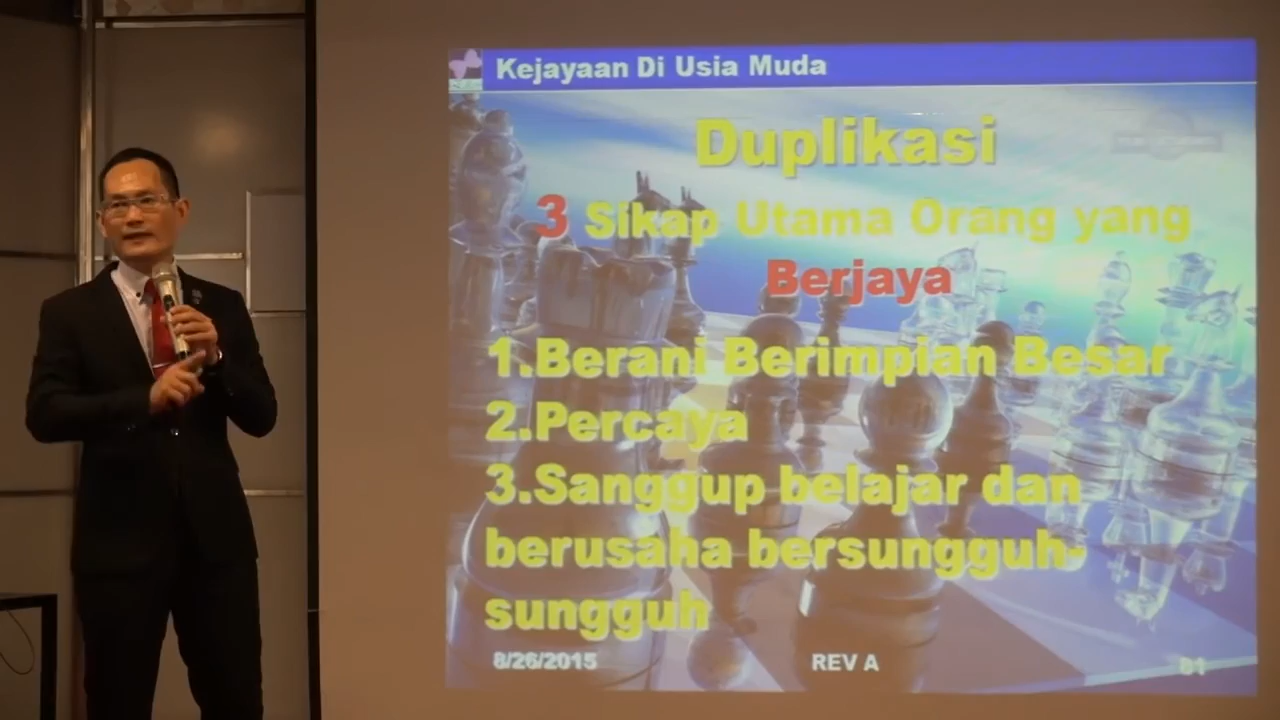 Kejayaan Di Usia Muda
Duplikasi
3 Sikap Utama Orang yang
Berjaya
1.Berani Berimpian Besar
2.Percaya
3.Sanggup belajar dan
berusaha bersungguh-
sungguh
8/26/2015 REV A